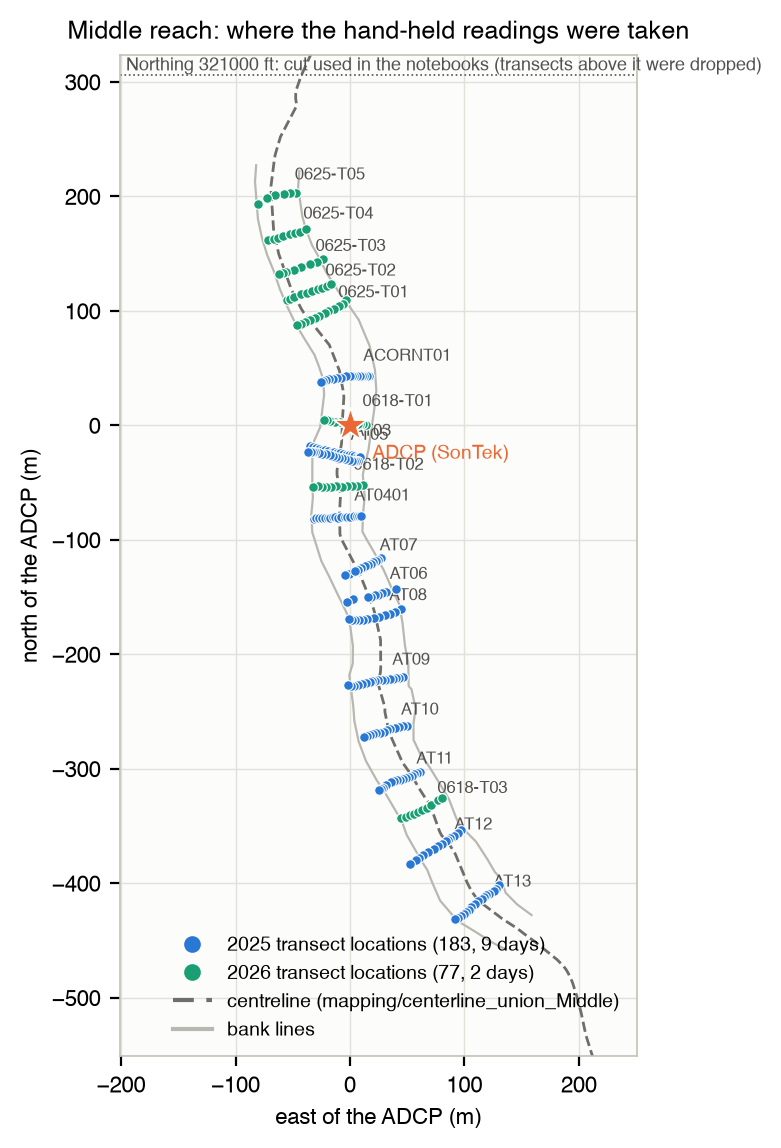 Middle reach: where the hand-held readings were taken
Northing 321000 ft: cut used in the notebooks (transects above it were dropped)
300
200
100
0
−100
−200
−300
−400
−500
north of the ADCP (m)
0625-T05
0625-T04
0625-T03
0625-T02
0625-T01
ACORNT01
0618-T01
ADCP (SonTek)
0618-T02
AT0401
AT07
AT06
AT08
AT09
AT10
AT11
0618-T03
AT12
AT13
2025 transect locations (183, 9 days)
2026 transect locations (77, 2 days)
centreline (mapping/centerline_union_Middle)
bank lines
−200
−100
0
100
200
east of the ADCP (m)